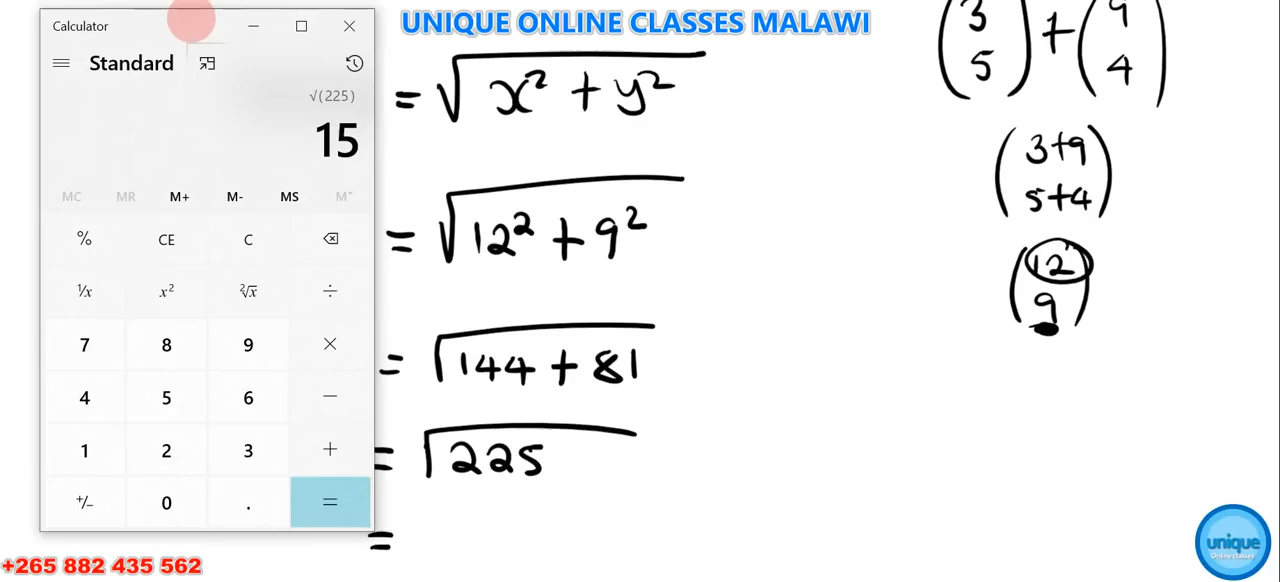 UNIQUE ONLINE CLASSES MALAWI
Calculator
Standard
√(225)
15
MC MR M+ M- MS M˅
% CE C
¹/x x² ²√x ÷
7 8 9 ×
4 5 6 −
1 2 3 +
+/− 0 . =
= √x² + y²
= √12² + 9²
= √144 + 81
= √225
=
(3 5) + (9 4)
(3+9
5+4)
(12
9)
+265 882 435 562
unique
Online classes